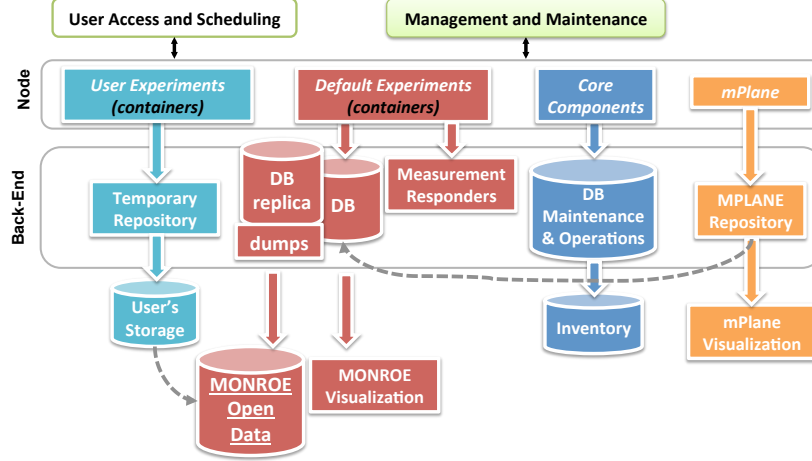 User Access and Scheduling
Management and Maintenance
Node
User Experiments
(containers)
Default Experiments
(containers)
Core
Components
mPlane
Back-End
Temporary
Repository
DB
replica
dumps
DB
Measurement
Responders
DB
Maintenance
& Operations
MPLANE
Repository
User's
Storage
MONROE
Open
Data
MONROE
Visualization
Inventory
mPlane
Visualization